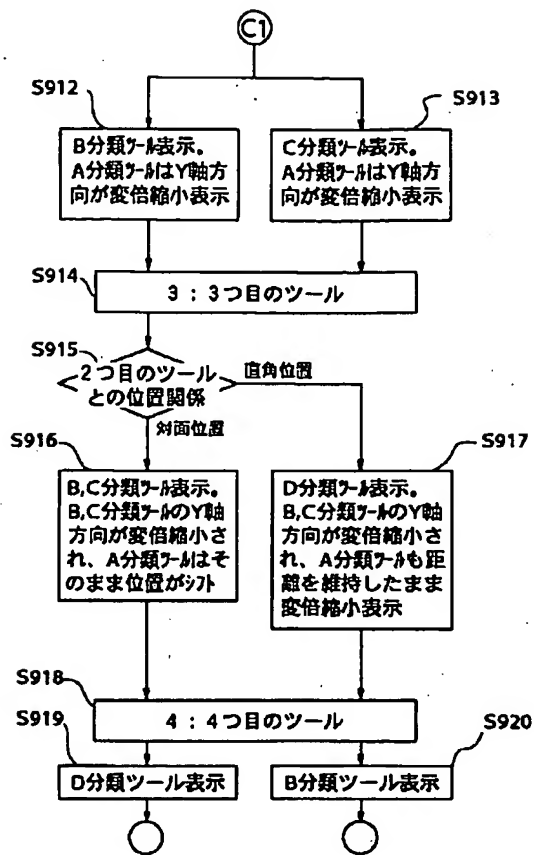 C1
S912
S913
B分類ﾂｰﾙ表示。
A分類ﾂｰﾙはY軸方
向が変倍縮小表示
C分類ﾂｰﾙ表示。
A分類ﾂｰﾙはY軸方
向が変倍縮小表示
S914
3:3つ目のツール
S915
2つ目のツール
との位置関係
直角位置
対面位置
S916
S917
B,C分類ﾂｰﾙ表示。
B,C分類ﾂｰﾙのY軸
方向が変倍縮小さ
れ、A分類ﾂｰﾙはそ
のまま位置がｼﾌﾄ
D分類ﾂｰﾙ表示。
B,C分類ﾂｰﾙのY軸
方向が変倍縮小さ
れ、A分類ﾂｰﾙも距
離を維持したまま
変倍縮小表示
S918
4:4つ目のツール
S919
S920
D分類ツール表示
B分類ツール表示